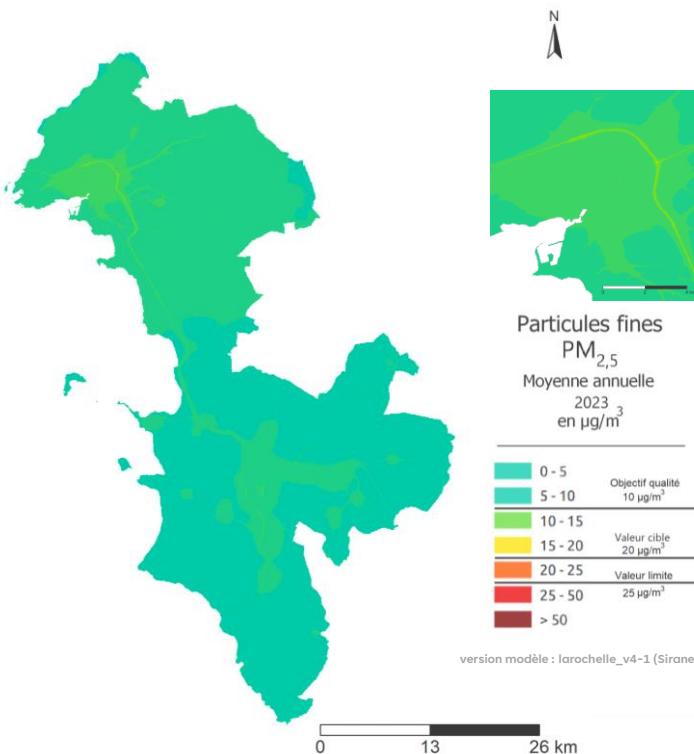 N
Particules fines
PM2,5
Moyenne annuelle
2023
en µg/m3
0 - 5
5 - 10
Objectif qualité
10 µg/m3
10 - 15
15 - 20
Valeur cible
20 µg/m3
20 - 25
Valeur limite
25 µg/m3
25 - 50
> 50
version modèle : larochelle_v4-1 (Sirane
0 13 26 km